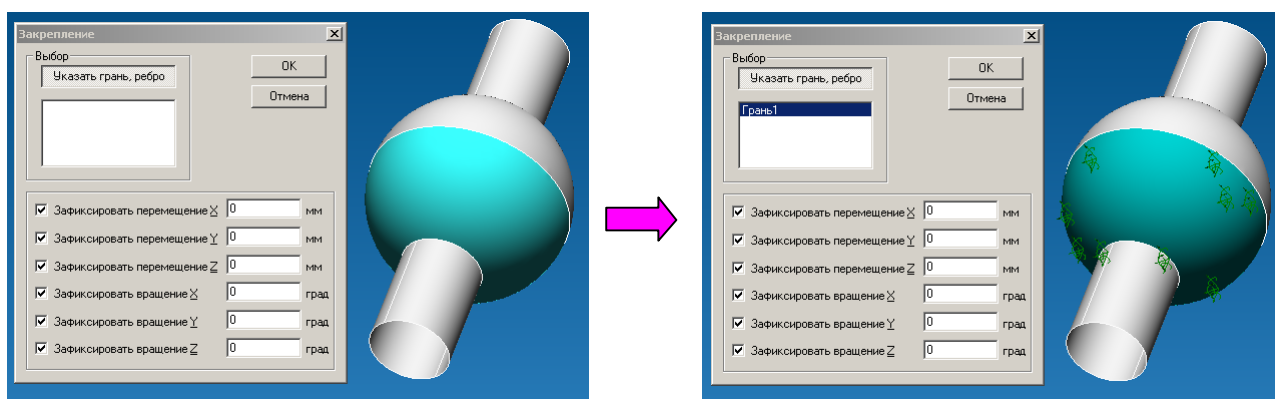 Закрепление
Выбор
Указать грань, ребро
OK
Отмена
Зафиксировать перемещение X 0 мм
Зафиксировать перемещение Y 0 мм
Зафиксировать перемещение Z 0 мм
Зафиксировать вращение X 0 град
Зафиксировать вращение Y 0 град
Зафиксировать вращение Z 0 град
Закрепление
Выбор
Указать грань, ребро
OK
Отмена
Грань1
Зафиксировать перемещение X 0 мм
Зафиксировать перемещение Y 0 мм
Зафиксировать перемещение Z 0 мм
Зафиксировать вращение X 0 град
Зафиксировать вращение Y 0 град
Зафиксировать вращение Z 0 град